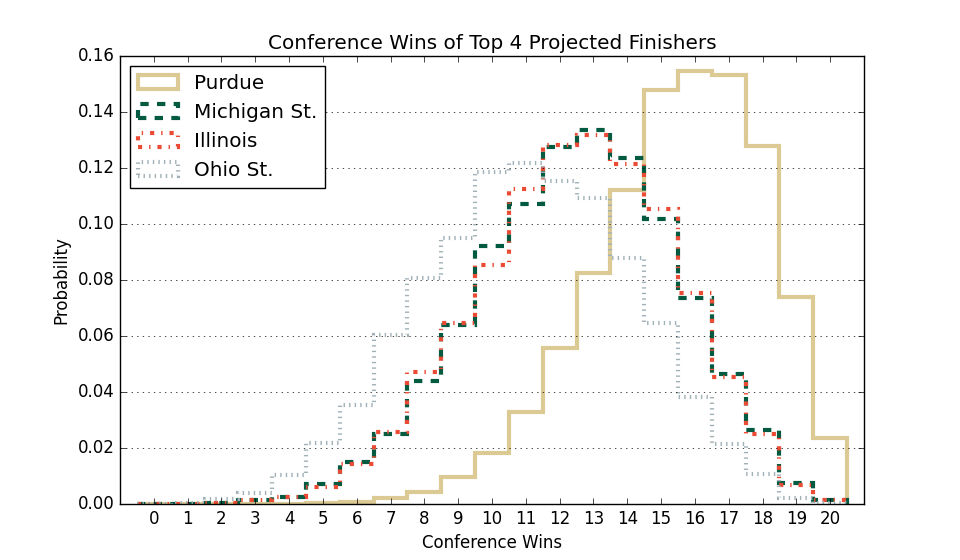 Conference Wins of Top 4 Projected Finishers
Purdue
Michigan St.
Illinois
Ohio St.
Probability
0.16
0.14
0.12
0.10
0.08
0.06
0.04
0.02
0.00
0 1 2 3 4 5 6 7 8 9 10 11 12 13 14 15 16 17 18 19 20
Conference Wins